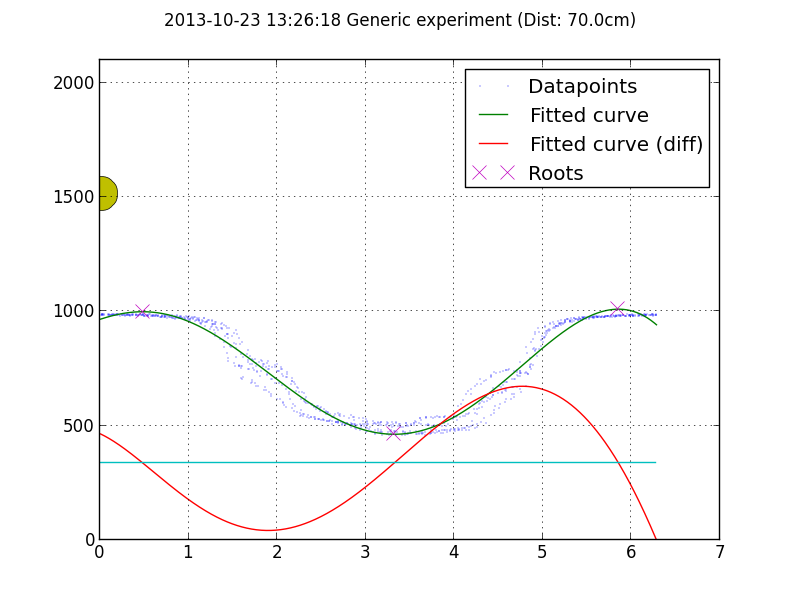 2013-10-23 13:26:18 Generic experiment (Dist: 70.0cm)
2000
1500
1000
500
0
Datapoints
Fitted curve
Fitted curve (diff)
Roots
0 1 2 3 4 5 6 7